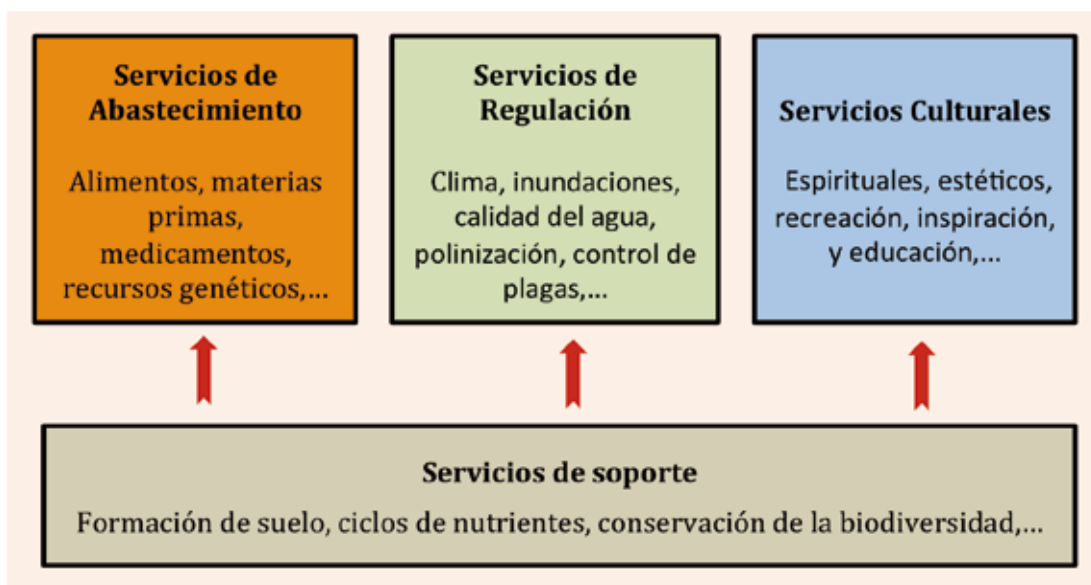 Servicios de
Abastecimiento
Alimentos, materias
primas,
medicamentos,
recursos genéticos,...
Servicios de
Regulación
Clima, inundaciones,
calidad del agua,
polinización, control de
plagas,...
Servicios Culturales
Espirituales, estéticos,
recreación, inspiración,
y educación,...
Servicios de soporte
Formación de suelo, ciclos de nutrientes, conservación de la biodiversidad,...